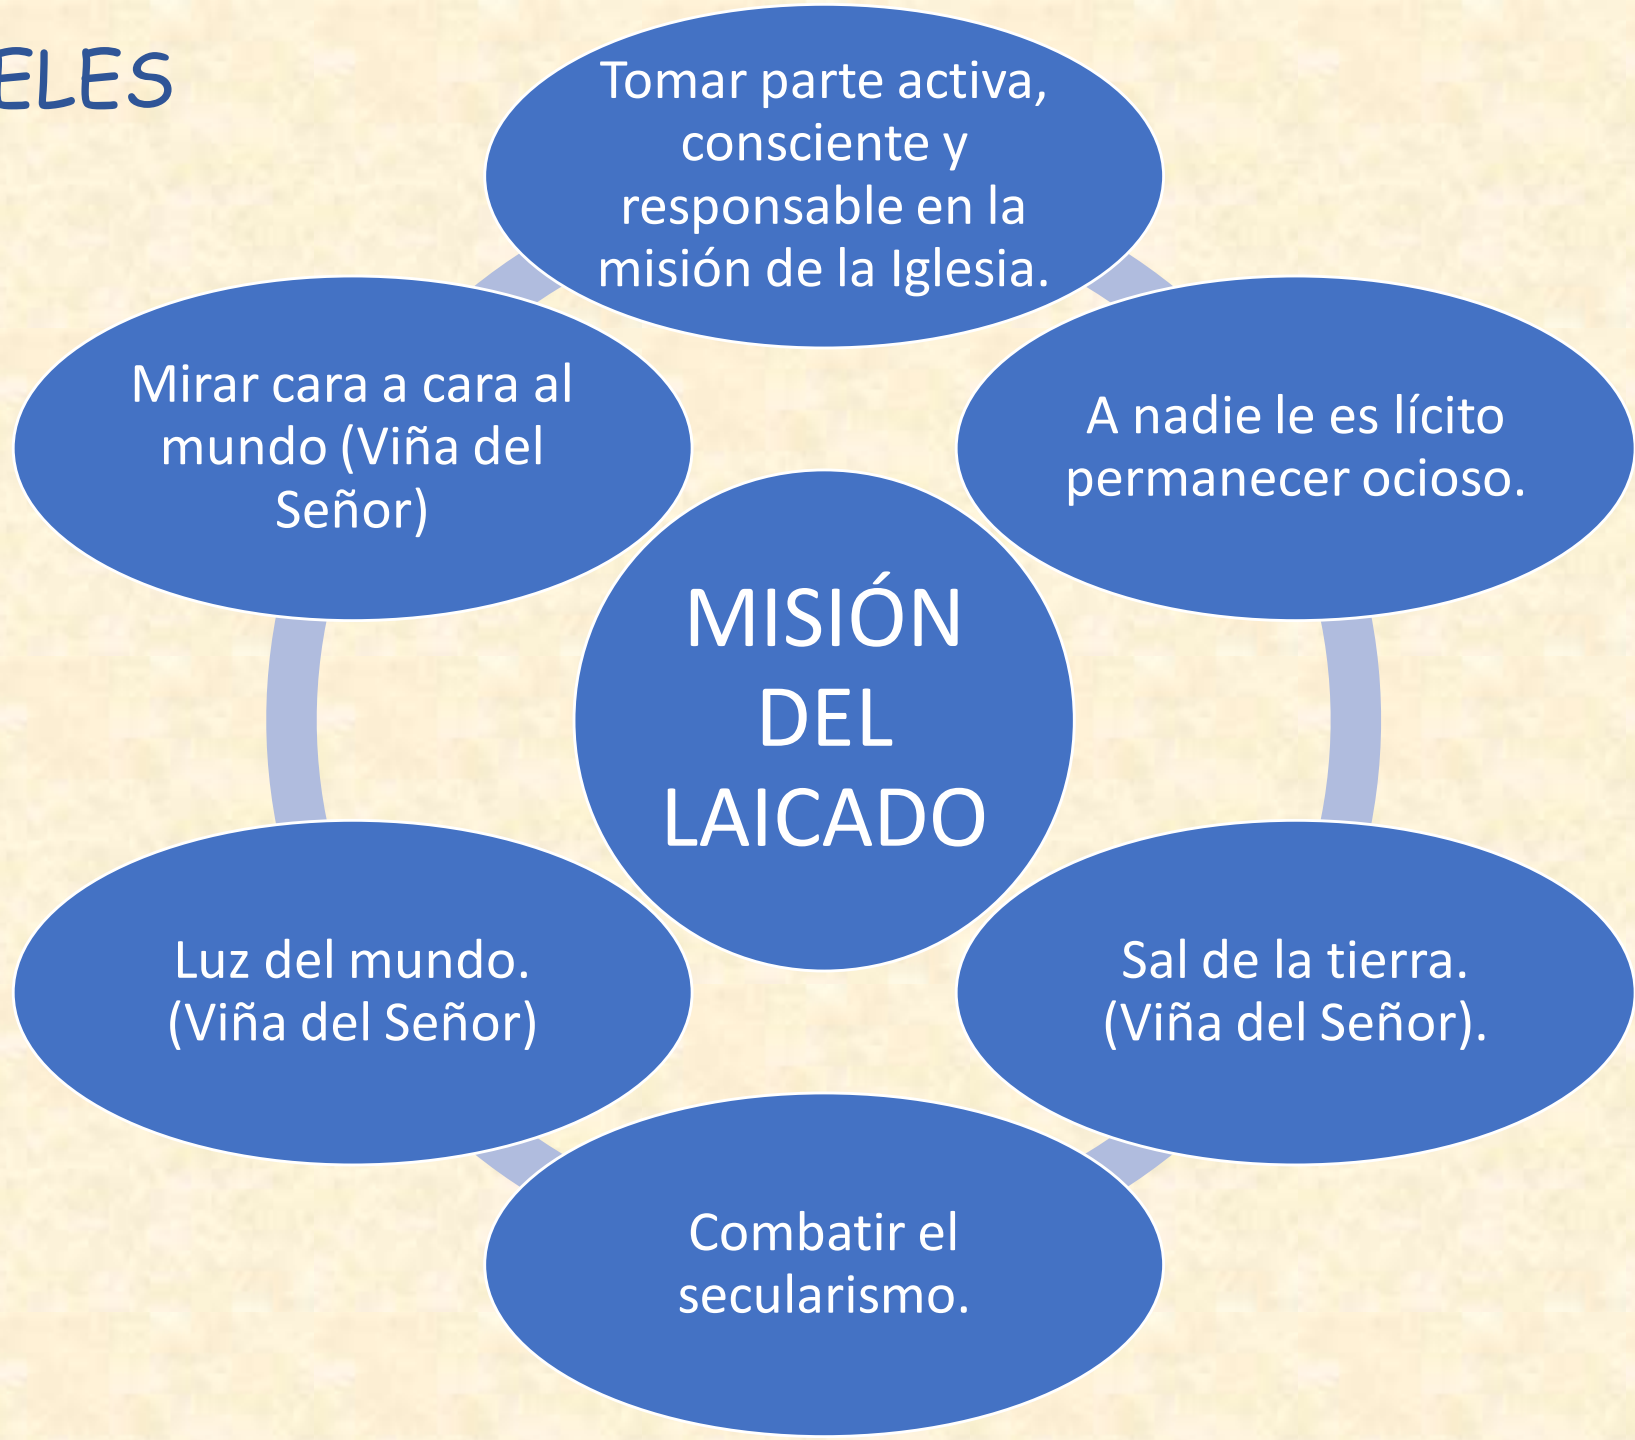 ELES
Tomar parte activa,
consciente y
responsable en la
misión de la Iglesia.
A nadie le es lícito
permanecer ocioso.
Sal de la tierra.
(Viña del Señor).
Combatir el
secularismo.
Luz del mundo.
(Viña del Señor)
Mirar cara a cara al
mundo (Viña del
Señor)
MISIÓN
DEL
LAICADO